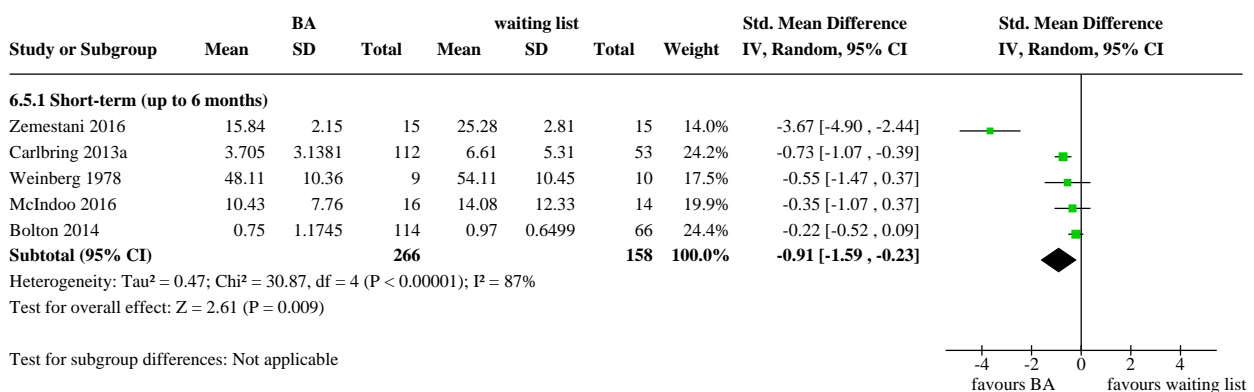 BA waiting list Std. Mean Difference Std. Mean Difference
Study or Subgroup Mean SD Total Mean SD Total Weight IV, Random, 95% CI IV, Random, 95% CI
6.5.1 Short-term (up to 6 months)
Zemestani 2016 15.84 2.15 15 25.28 2.81 15 14.0% -3.67 [-4.90 , -2.44]
Carlbring 2013a 3.705 3.1381 112 6.61 5.31 53 24.2% -0.73 [-1.07 , -0.39]
Weinberg 1978 48.11 10.36 9 54.11 10.45 10 17.5% -0.55 [-1.47 , 0.37]
McIndoo 2016 10.43 7.76 16 14.08 12.33 14 19.9% -0.35 [-1.07 , 0.37]
Bolton 2014 0.75 1.1745 114 0.97 0.6499 66 24.4% -0.22 [-0.52 , 0.09]
Subtotal (95% CI) 266 158 100.0% -0.91 [-1.59 , -0.23]
Heterogeneity: Tau² = 0.47; Chi² = 30.87, df = 4 (P < 0.00001); I² = 87%
Test for overall effect: Z = 2.61 (P = 0.009)
Test for subgroup differences: Not applicable
-4 -2 0 2 4
favours BA favours waiting list